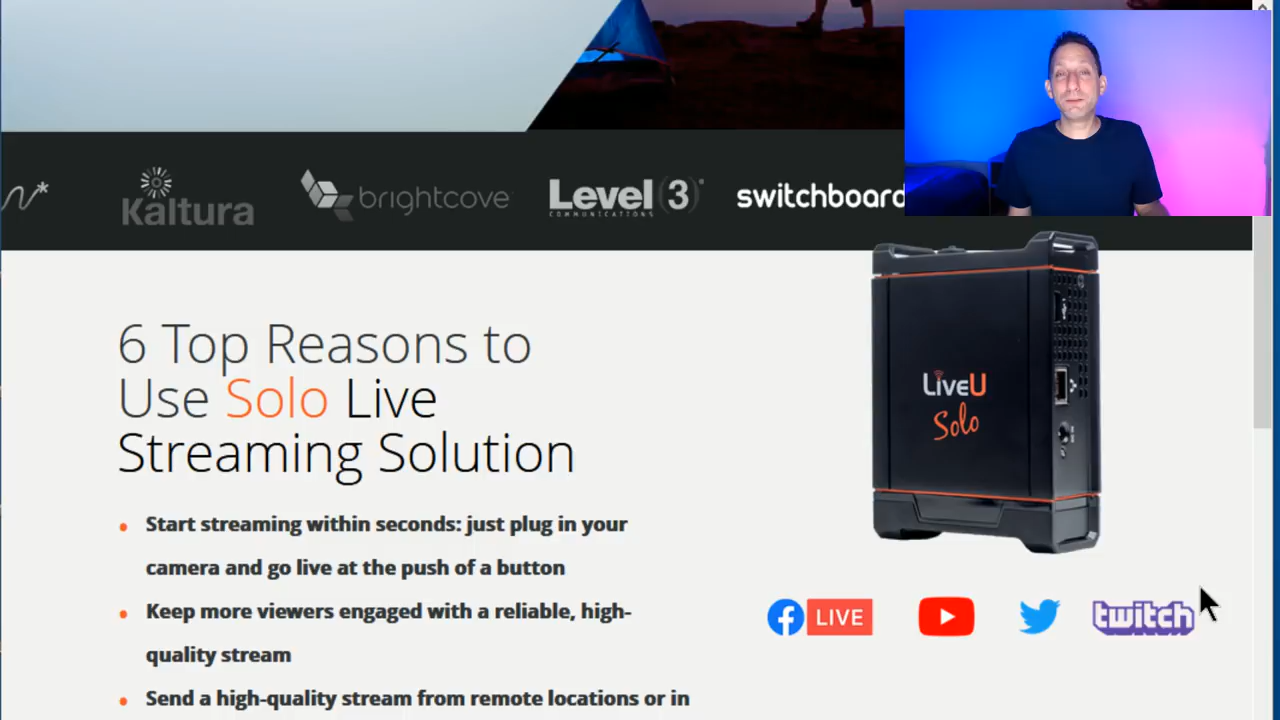 Kaltura
brightcove
Level (3)
COMMUNICATIONS
switchboard
6 Top Reasons to
Use Solo Live
Streaming Solution
LiveU
Solo
• Start streaming within seconds: just plug in your
camera and go live at the push of a button
• Keep more viewers engaged with a reliable, high-
quality stream
• Send a high-quality stream from remote locations or in
f LIVE
twitch